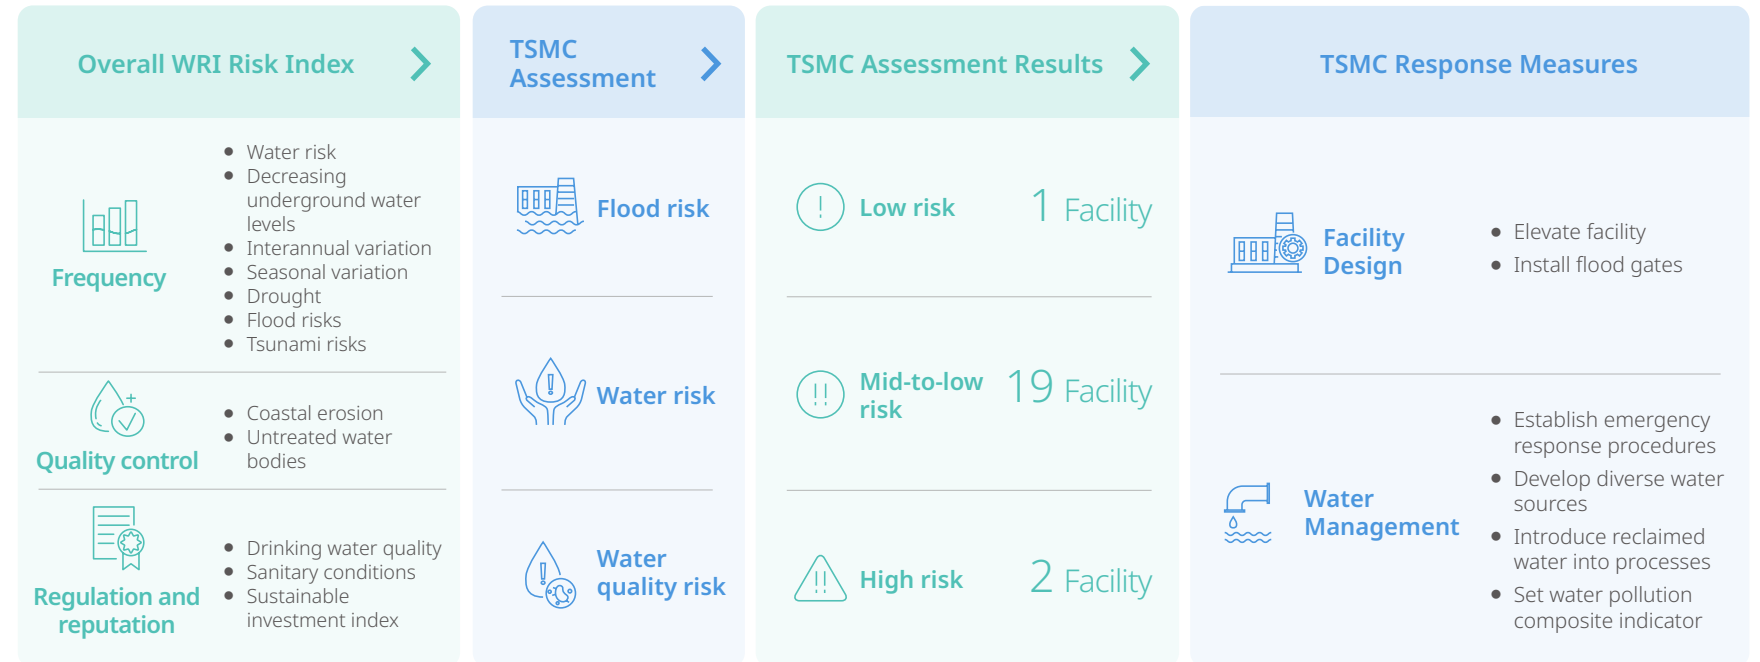 Overall WRI Risk Index
Frequency
Water risk
Decreasing
underground water
levels
Interannual variation
Seasonal variation
Drought
Flood risks
Tsunami risks
Quality control
Coastal erosion
Untreated water
bodies
Regulation and
reputation
Drinking water quality
Sanitary conditions
Sustainable
investment index
TSMC
Assessment
Flood risk
Water risk
Water
quality risk
TSMC Assessment Results
Low risk 1 Facility
Mid-to-low
risk
19 Facility
High risk 2 Facility
TSMC Response Measures
Facility
Design
Elevate facility
Install flood gates
Water
Management
Establish emergency
response procedures
Develop diverse water
sources
Introduce reclaimed
water into processes
Set water pollution
composite indicator